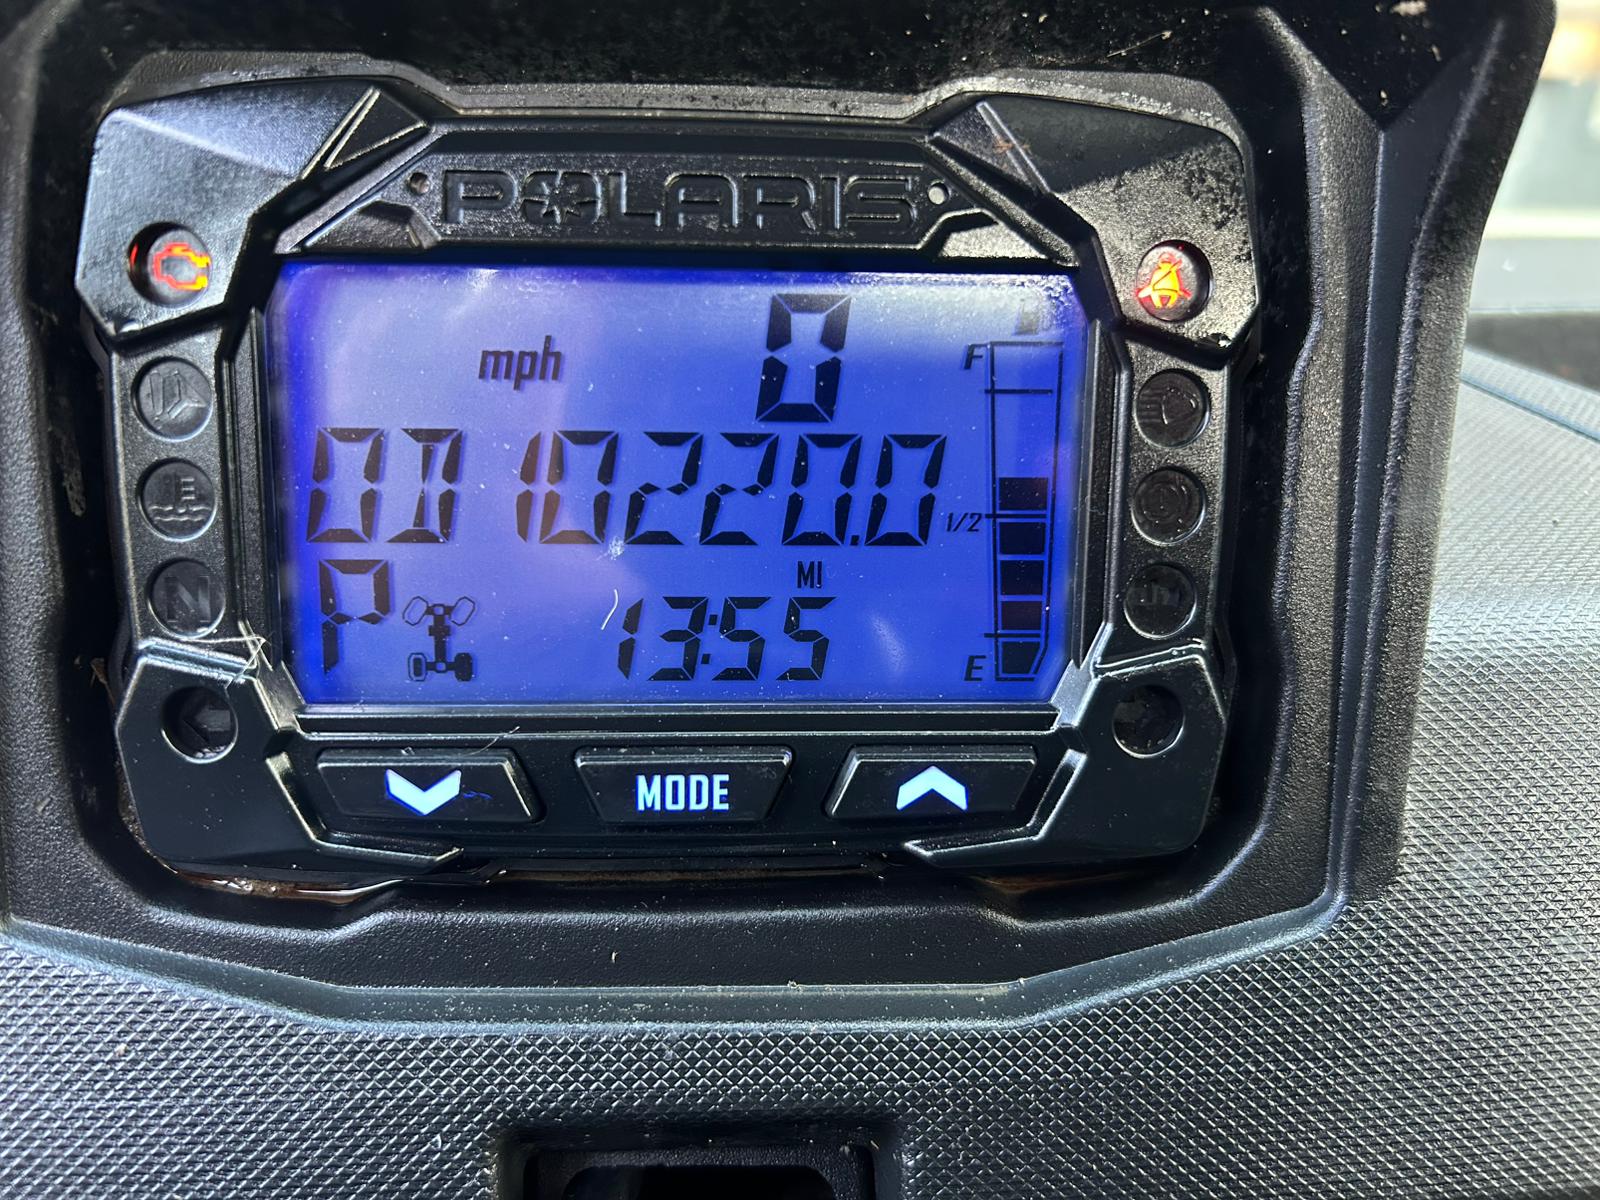 POLARIS
mph 0
F
OD 10220.0
1/2
MI
P 13:55
E
N
MODE